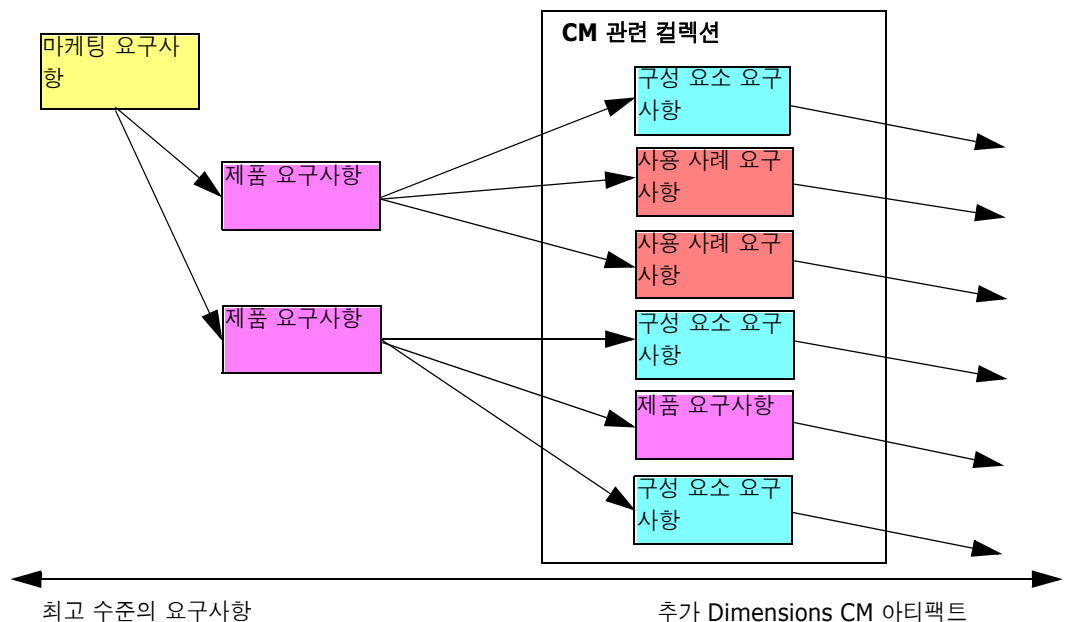 마케팅 요구사
항
제품 요구사항
제품 요구사항
CM 관련 컬렉션
구성 요소 요구
사항
사용 사례 요구
사항
사용 사례 요구
사항
구성 요소 요구
사항
제품 요구사항
구성 요소 요구
사항
최고 수준의 요구사항
추가 Dimensions CM 아티팩트